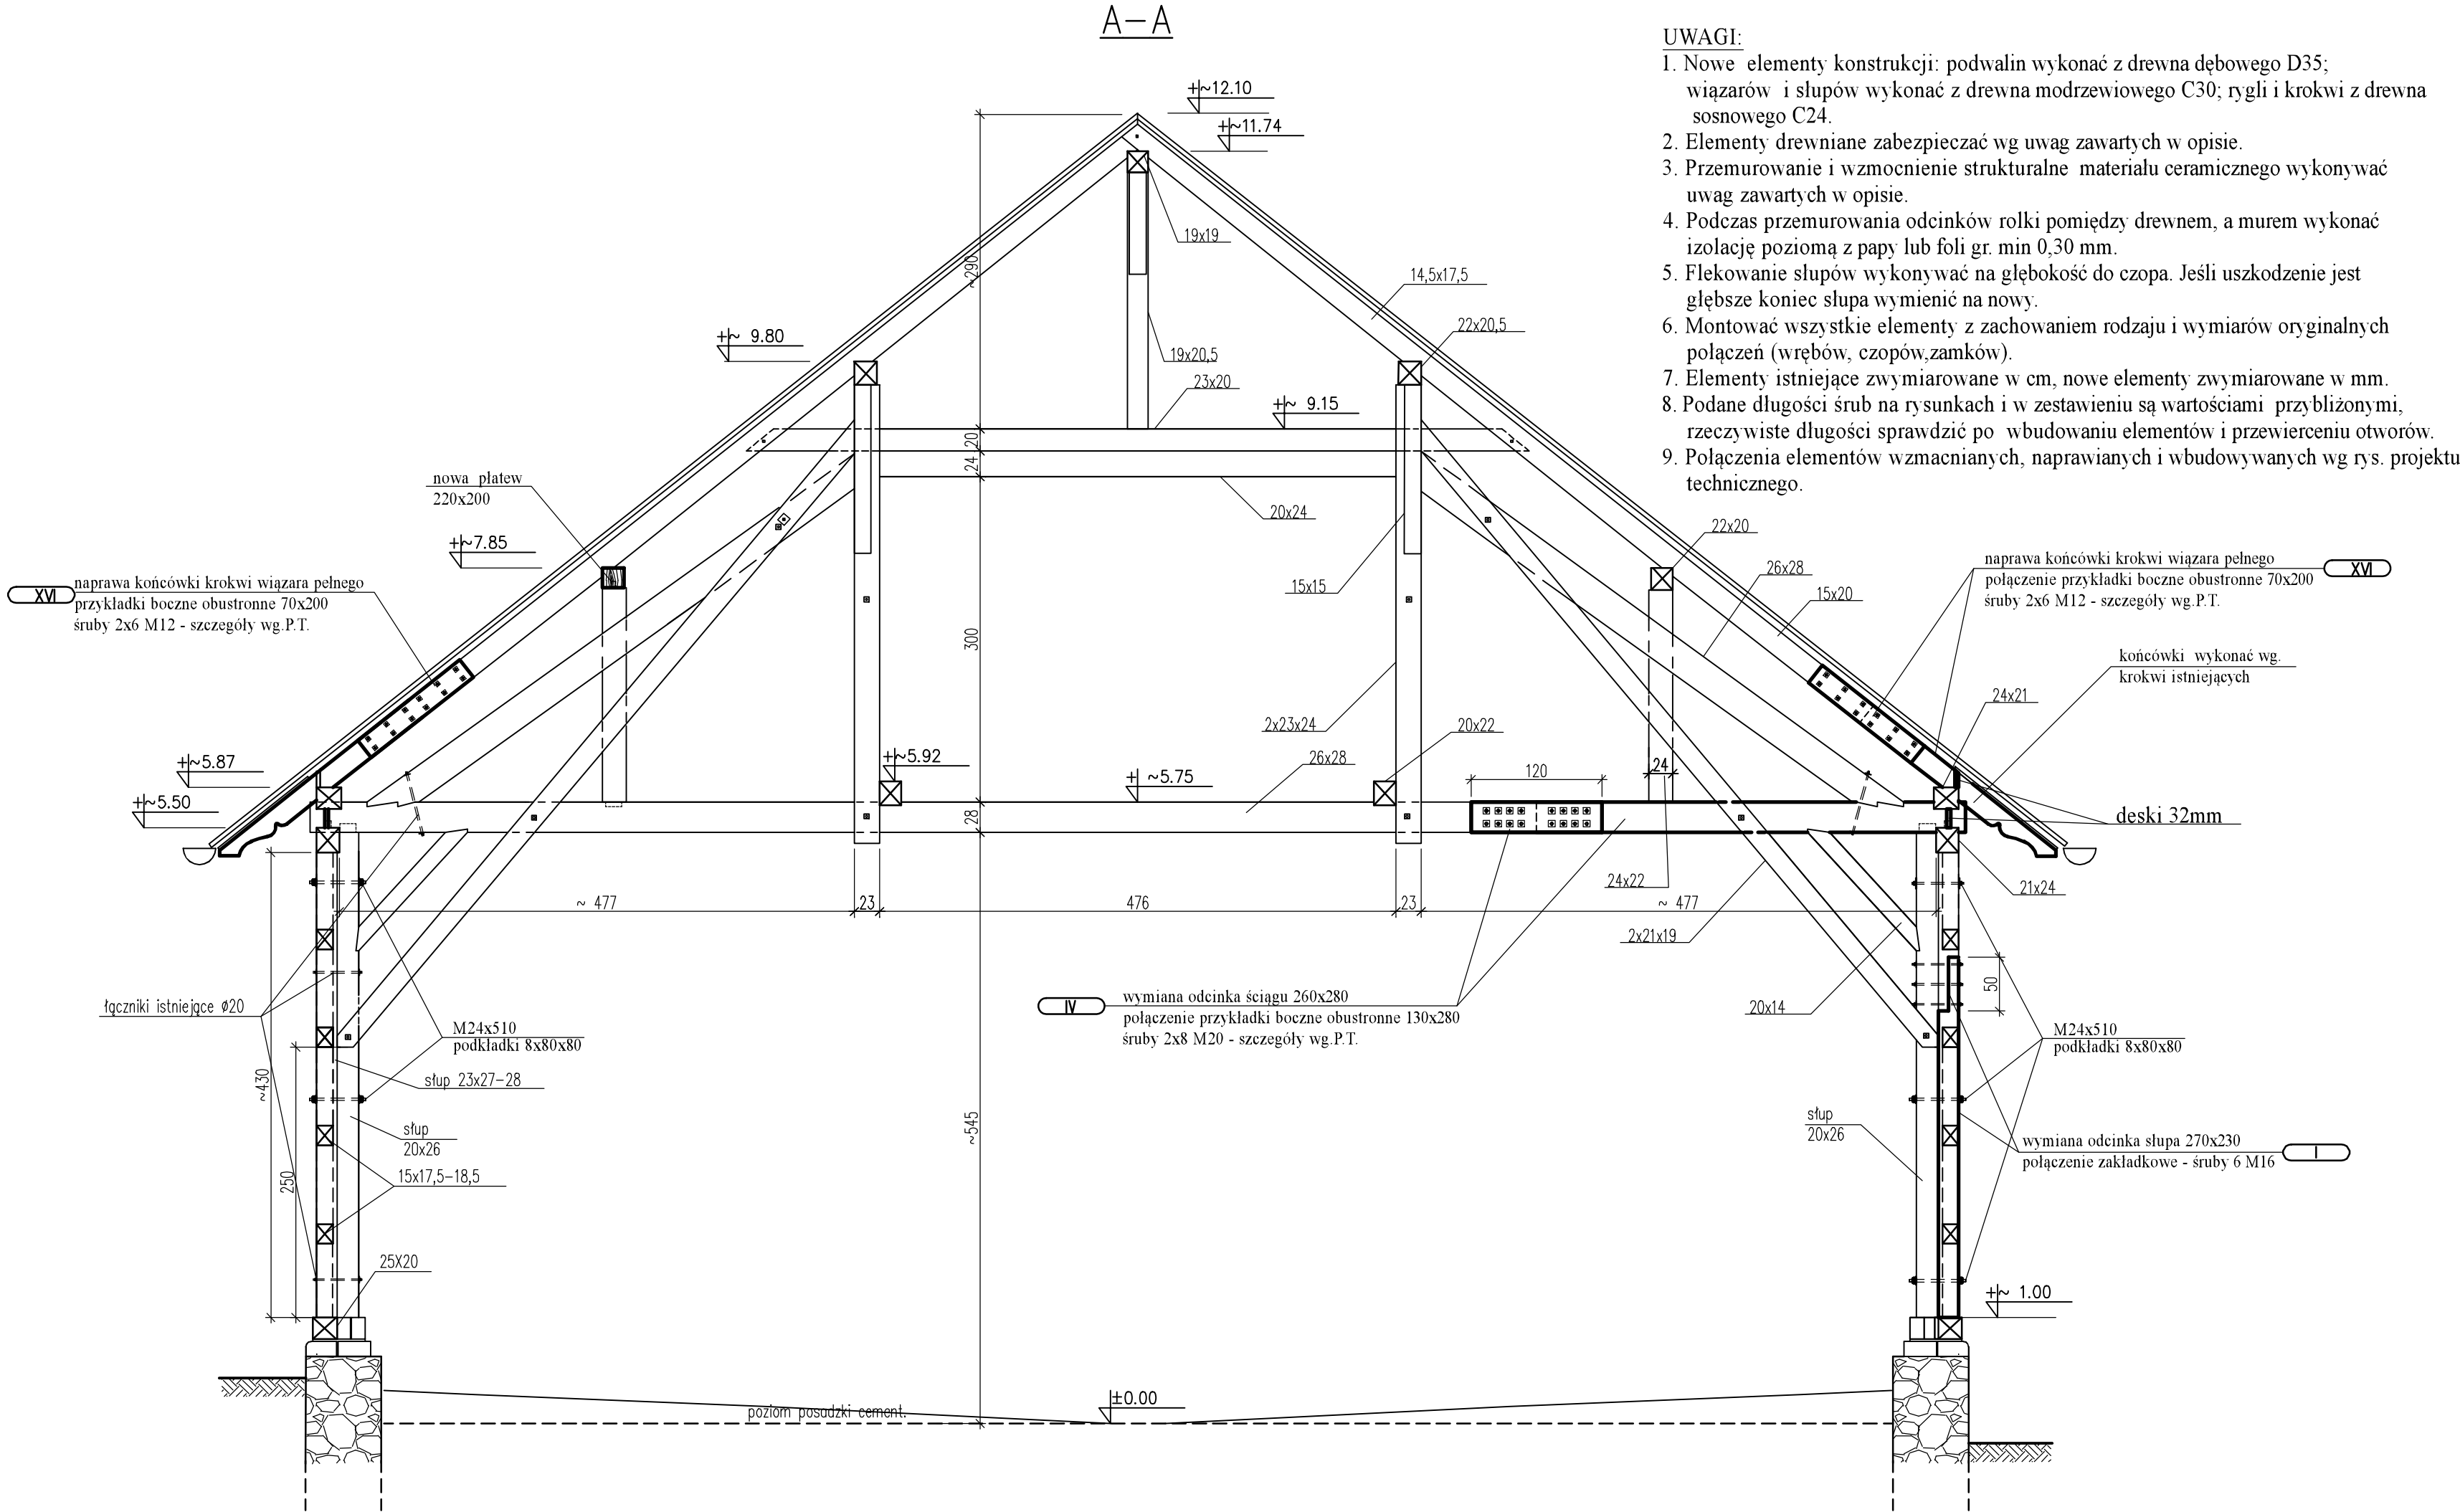 A-A
UWAGI:
1. Nowe elementy konstrukcji: podwalin wykonać z drewna dębowego D35;
wiązarów i słupów wykonać z drewna modrzewiowego C30; rygli i krokwi z drewna
sosnowego C24.
2. Elementy drewniane zabezpieczać wg uwag zawartych w opisie.
3. Przemurowanie i wzmocnienie strukturalne materiału ceramicznego wykonywać
uwag zawartych w opisie.
4. Podczas przemurowania odcinków rolki pomiędzy drewnem, a murem wykonać
izolację poziomą z papy lub foli gr. min 0,30 mm.
5. Flekowanie słupów wykonywać na głębokość do czopa. Jeśli uszkodzenie jest
głębsze koniec słupa wymienić na nowy.
6. Montować wszystkie elementy z zachowaniem rodzaju i wymiarów oryginalnych
połączeń (wrębów, czopów,zamków).
7. Elementy istniejące zwymiarowane w cm, nowe elementy zwymiarowane w mm.
8. Podane długości śrub na rysunkach i w zestawieniu są wartościami przybliżonymi,
rzeczywiste długości sprawdzić po wbudowaniu elementów i przewierceniu otworów.
9. Połączenia elementów wzmacnianych, naprawianych i wbudowywanych wg rys. projektu
technicznego.
+~12.10
+~11.74
19x19
~290
14,5x17,5
+~ 9.80
22x20,5
19x20,5
23x20
+~ 9.15
20
24
nowa płatew
220x200
20x24
22x20
+~7.85
15x15
26x28
15x20
XVI
naprawa końcówki krokwi wiązara pełnego
przykładki boczne obustronne 70x200
śruby 2x6 M12 - szczegóły wg.P.T.
naprawa końcówki krokwi wiązara pełnego
XVI
połączenie przykładki boczne obustronne 70x200
śruby 2x6 M12 - szczegóły wg.P.T.
300
końcówki wykonać wg.
krokwi istniejących
24x21
2x23x24
20x22
+~5.87
+~5.92
+ ~5.75
26x28
120
24
+~5.50
28
deski 32mm
24x22
21x24
~ 477
23
476
23
~ 477
2x21x19
50
20x14
łączniki istniejące ø20
IV
wymiana odcinka ściągu 260x280
połączenie przykładki boczne obustronne 130x280
śruby 2x8 M20 - szczegóły wg.P.T.
M24x510
podkładki 8x80x80
M24x510
podkładki 8x80x80
słup 23x27-28
~430
~545
słup
20x26
słup
20x26
wymiana odcinka słupa 270x230
I
połączenie zakładkowe - śruby 6 M16
15x17,5-18,5
250
25X20
+~ 1.00
±0.00
poziom posadzki cement.